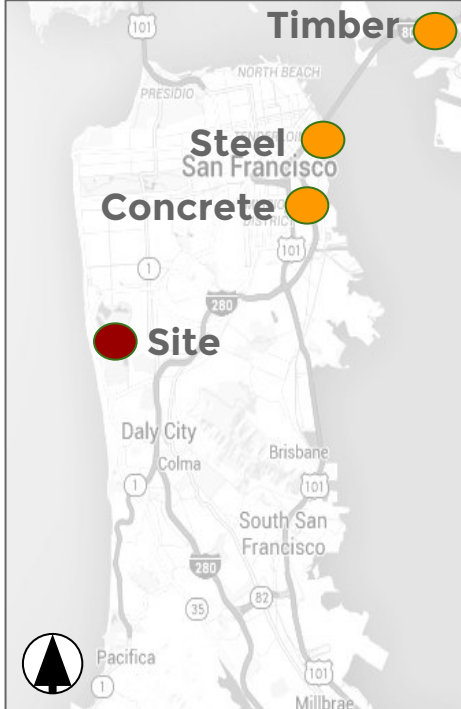 Timber
101
80
NORTH BEACH
PRESIDIO
Steel
San Francisco
Concrete
DISTRICT
101
1
280
Site
Daly City
Colma
Brisbane
1
101
South San
Francisco
280
82
35
Pacifica
1
101
Millbrae